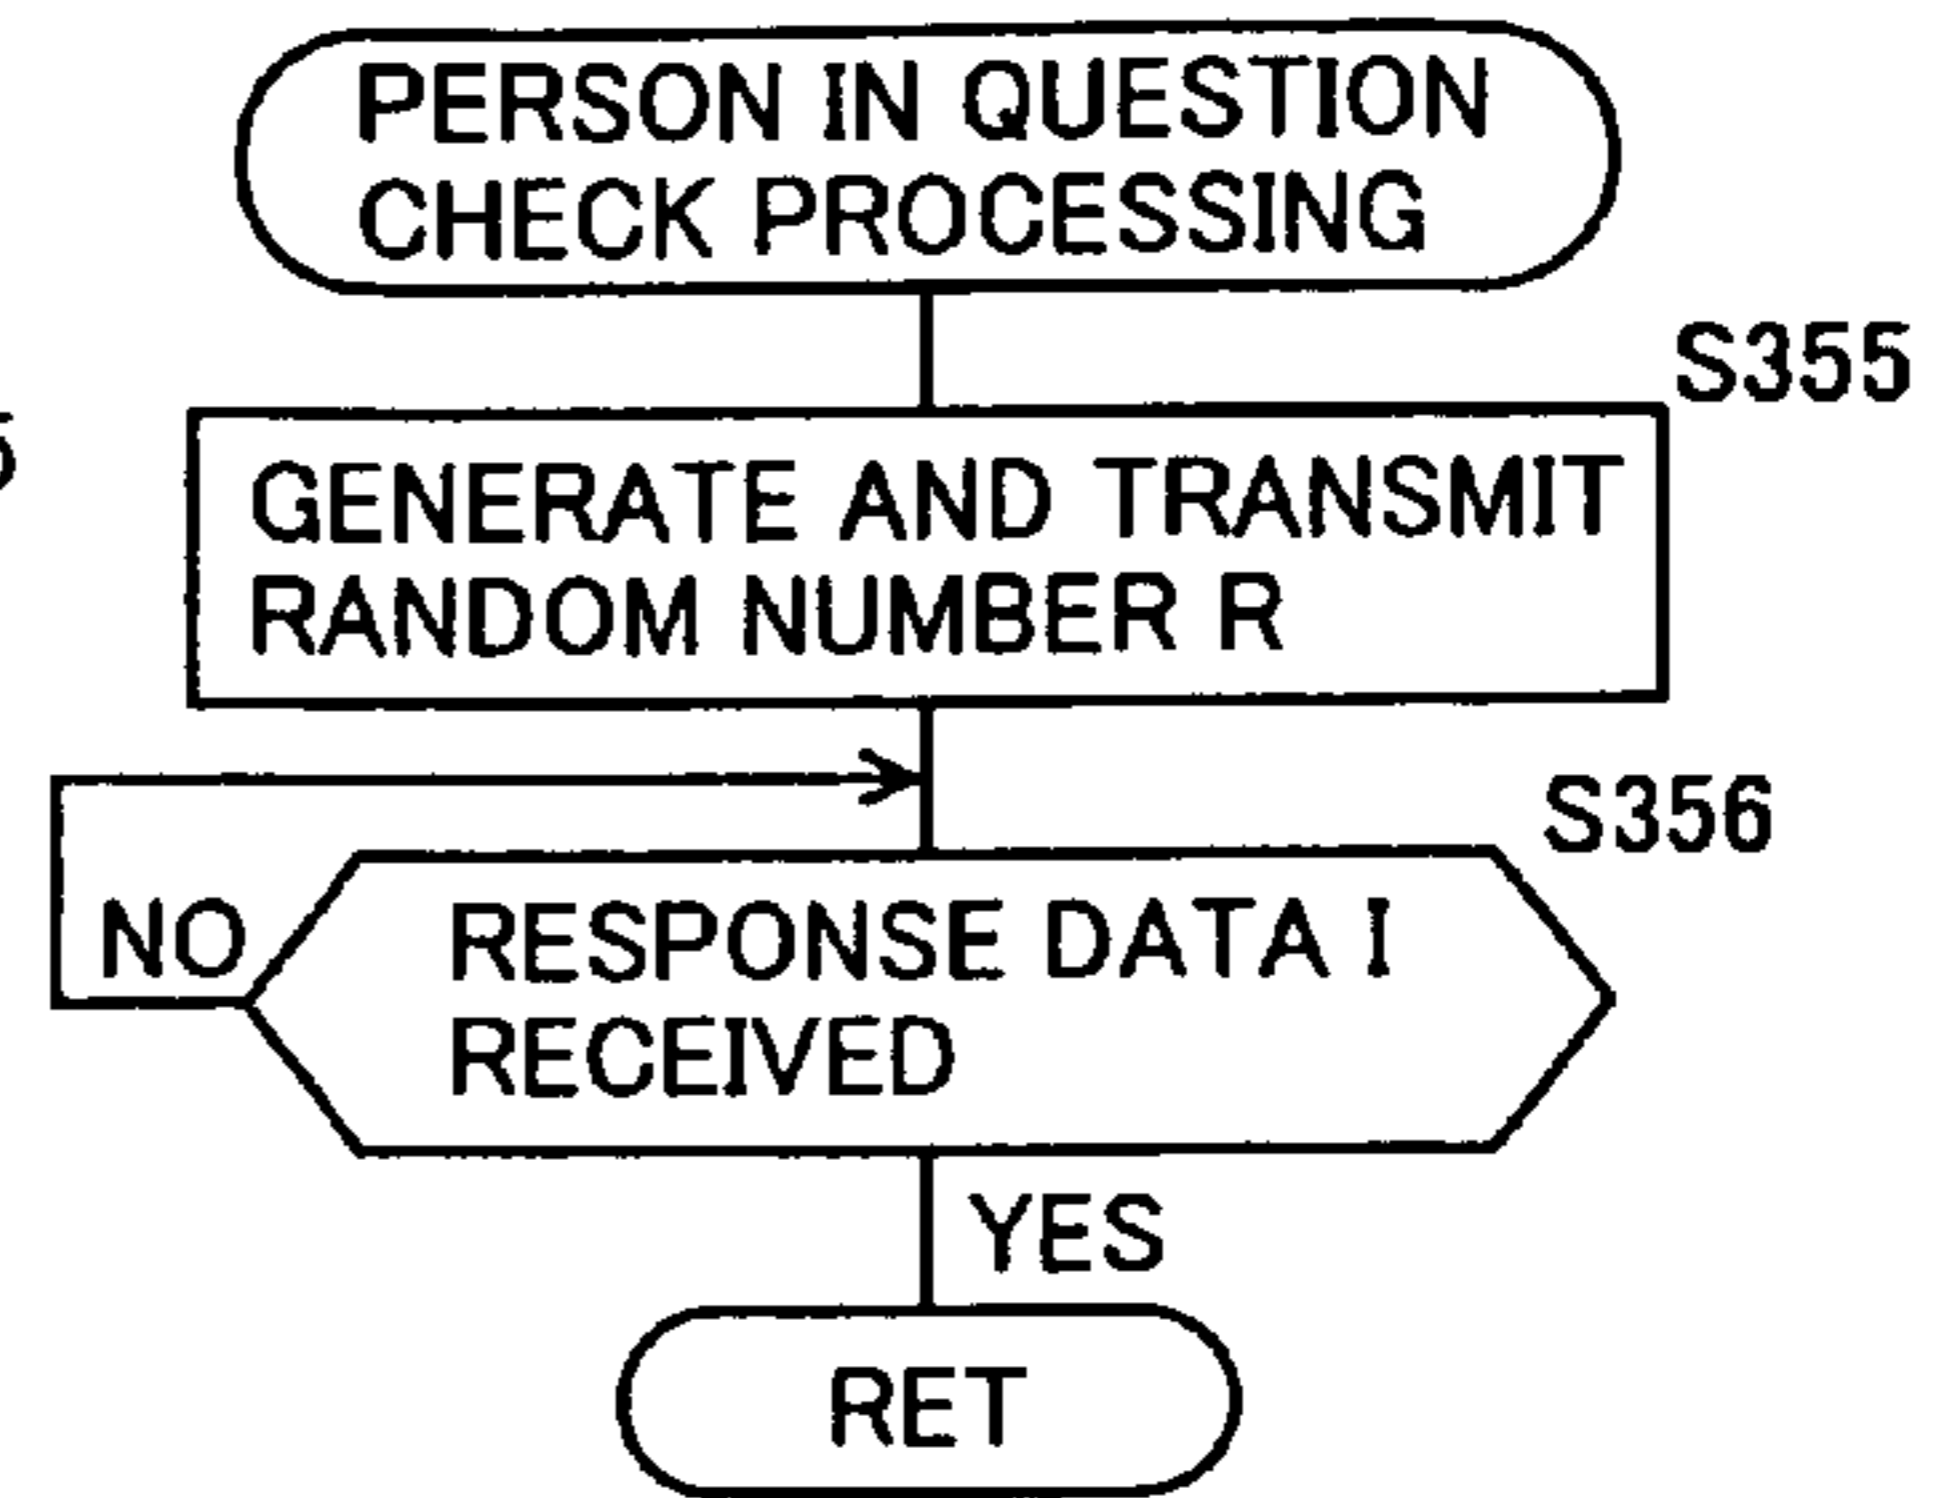 PERSON IN QUESTION
CHECK PROCESSING
S355
GENERATE AND TRANSMIT
RANDOM NUMBER R
S356
NO
RESPONSE DATA I
RECEIVED
YES
RET